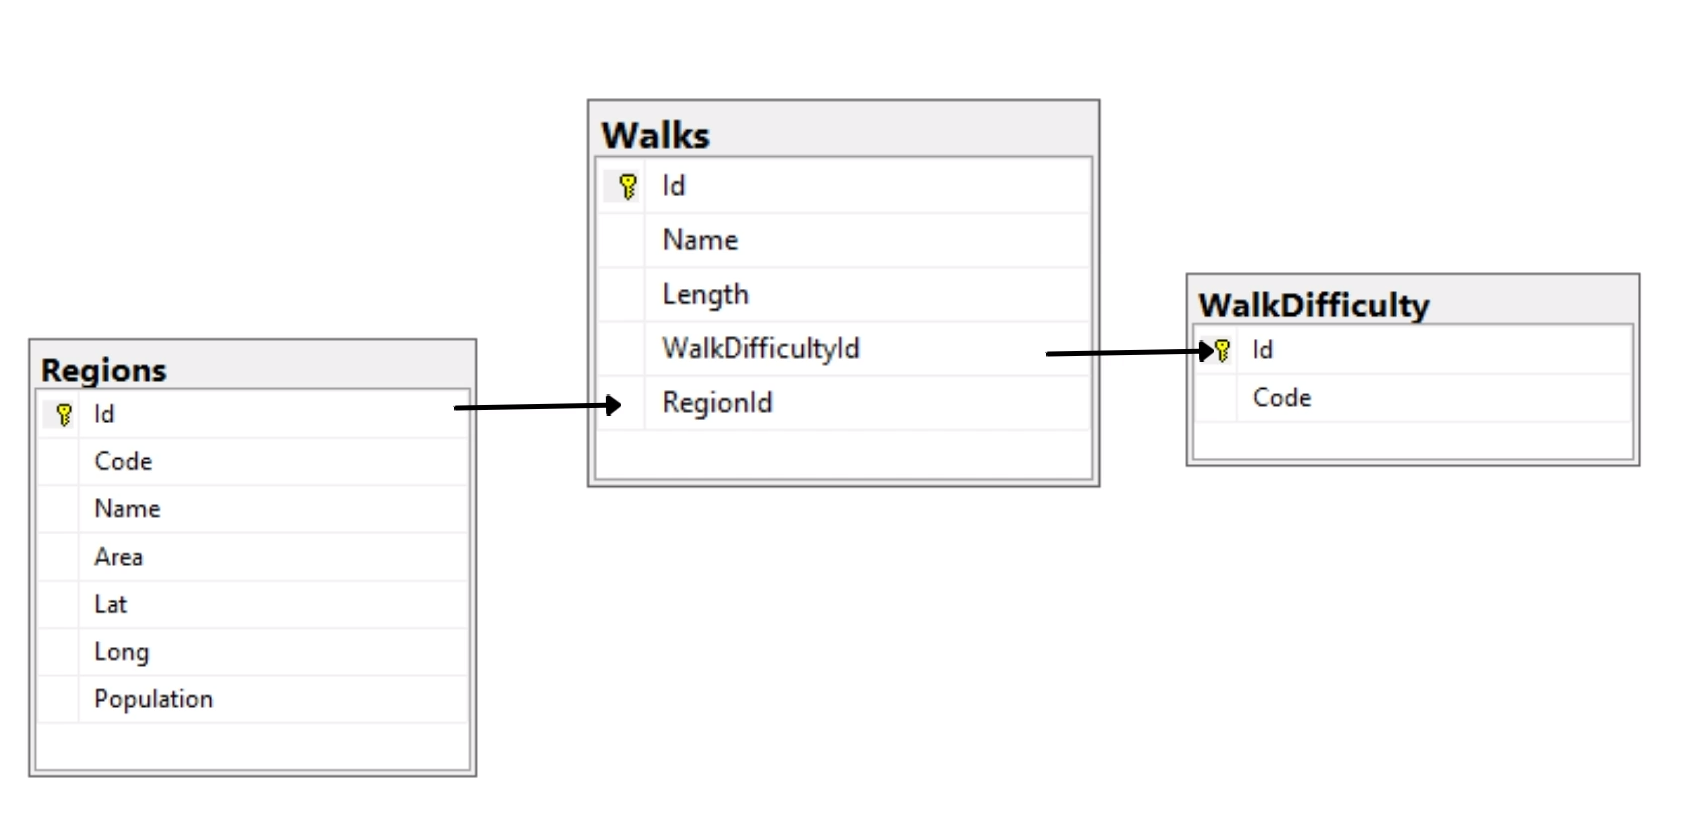 Regions
Id
Code
Name
Area
Lat
Long
Population
Walks
Id
Name
Length
WalkDifficultyId
RegionId
WalkDifficulty
Id
Code